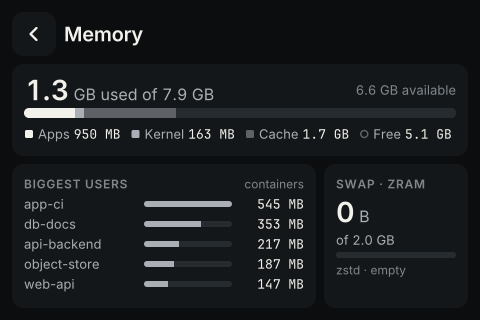 Memory
1.3 GB used of 7.9 GB
6.6 GB available
Apps 950 MB Kernel 163 MB Cache 1.7 GB Free 5.1 GB
BIGGEST USERS containers
app-ci 545 MB
db-docs 353 MB
api-backend 217 MB
object-store 187 MB
web-api 147 MB
SWAP · ZRAM
0 B
of 2.0 GB
zstd · empty